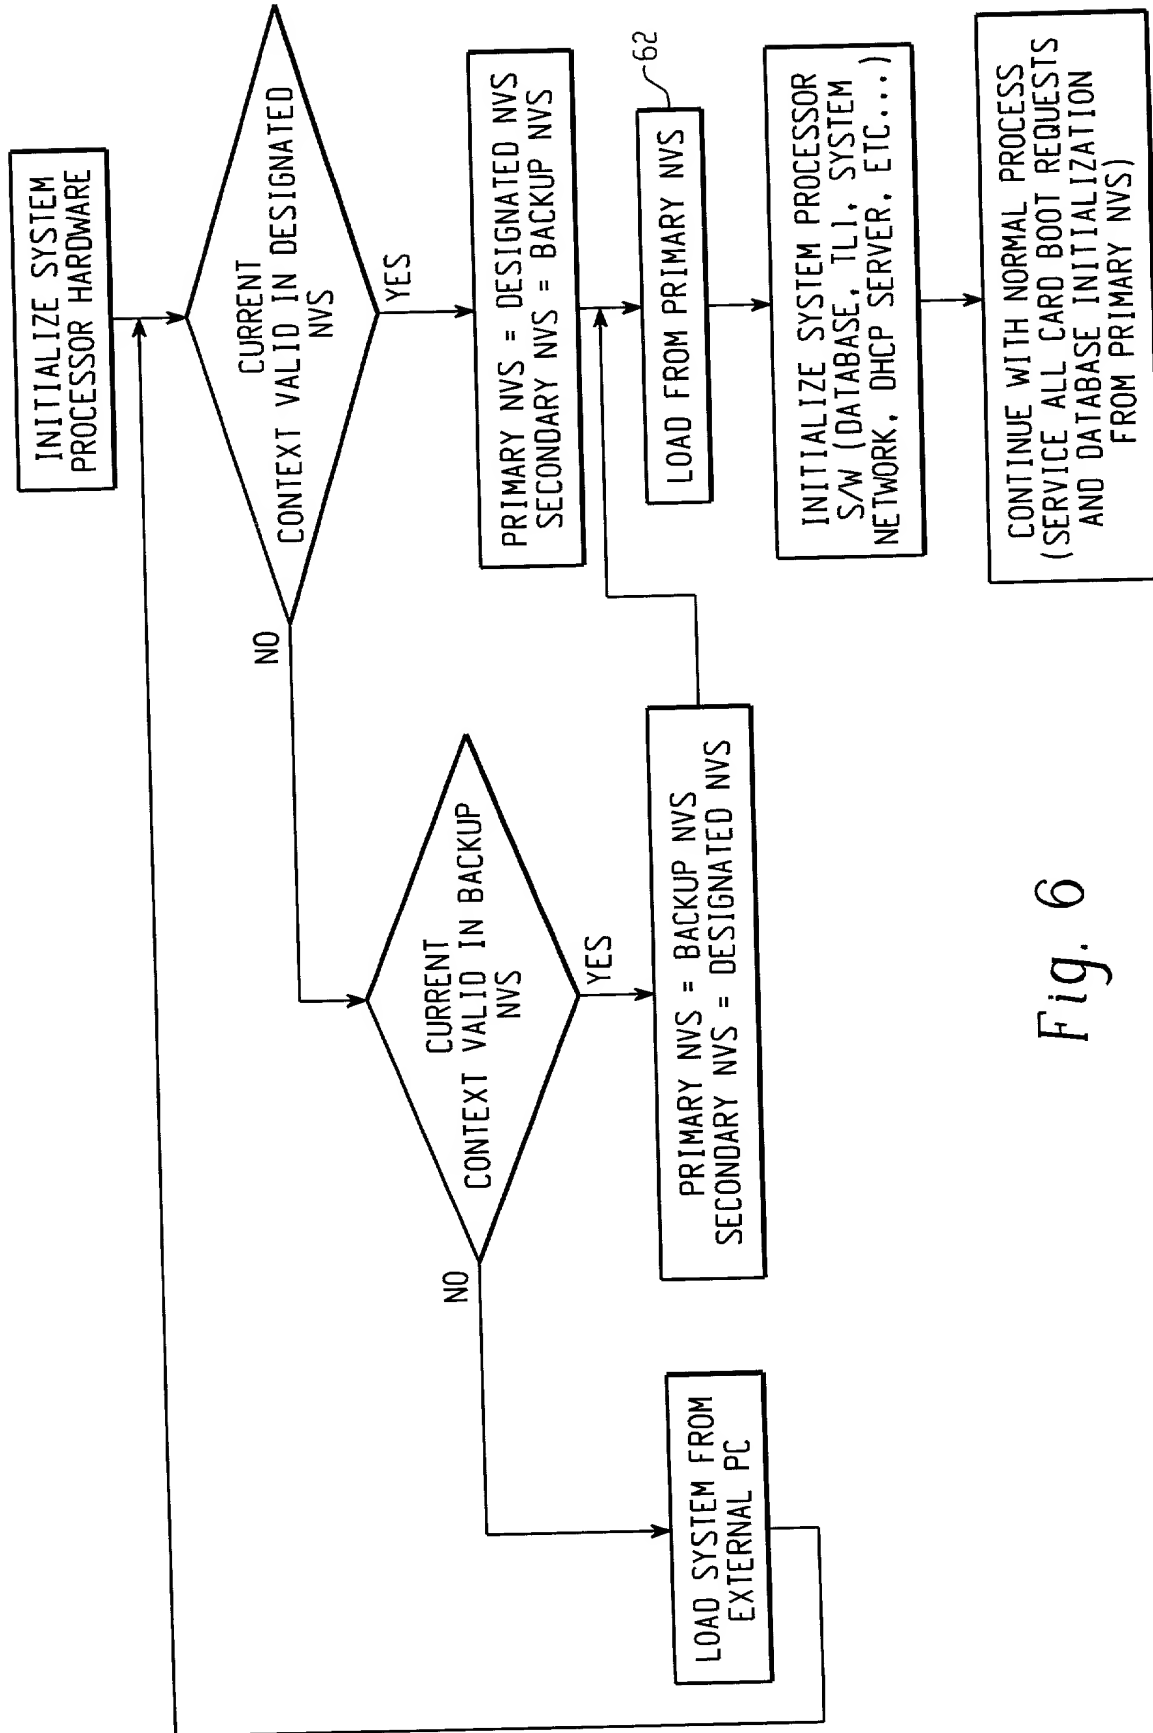 INITIALIZE SYSTEM
PROCESSOR HARDWARE
CURRENT
CONTEXT VALID IN DESIGNATED
NVS
NO
YES
PRIMARY NVS = DESIGNATED NVS
SECONDARY NVS = BACKUP NVS
CURRENT
CONTEXT VALID IN BACKUP
NVS
NO
YES
PRIMARY NVS = BACKUP NVS
SECONDARY NVS = DESIGNATED NVS
LOAD SYSTEM FROM
EXTERNAL PC
LOAD FROM PRIMARY NVS
62
INITIALIZE SYSTEM PROCESSOR
S/W (DATABASE, TL1, SYSTEM
NETWORK, DHCP SERVER, ETC...)
CONTINUE WITH NORMAL PROCESS
(SERVICE ALL CARD BOOT REQUESTS
AND DATABASE INITIALIZATION
FROM PRIMARY NVS)
Fig. 6